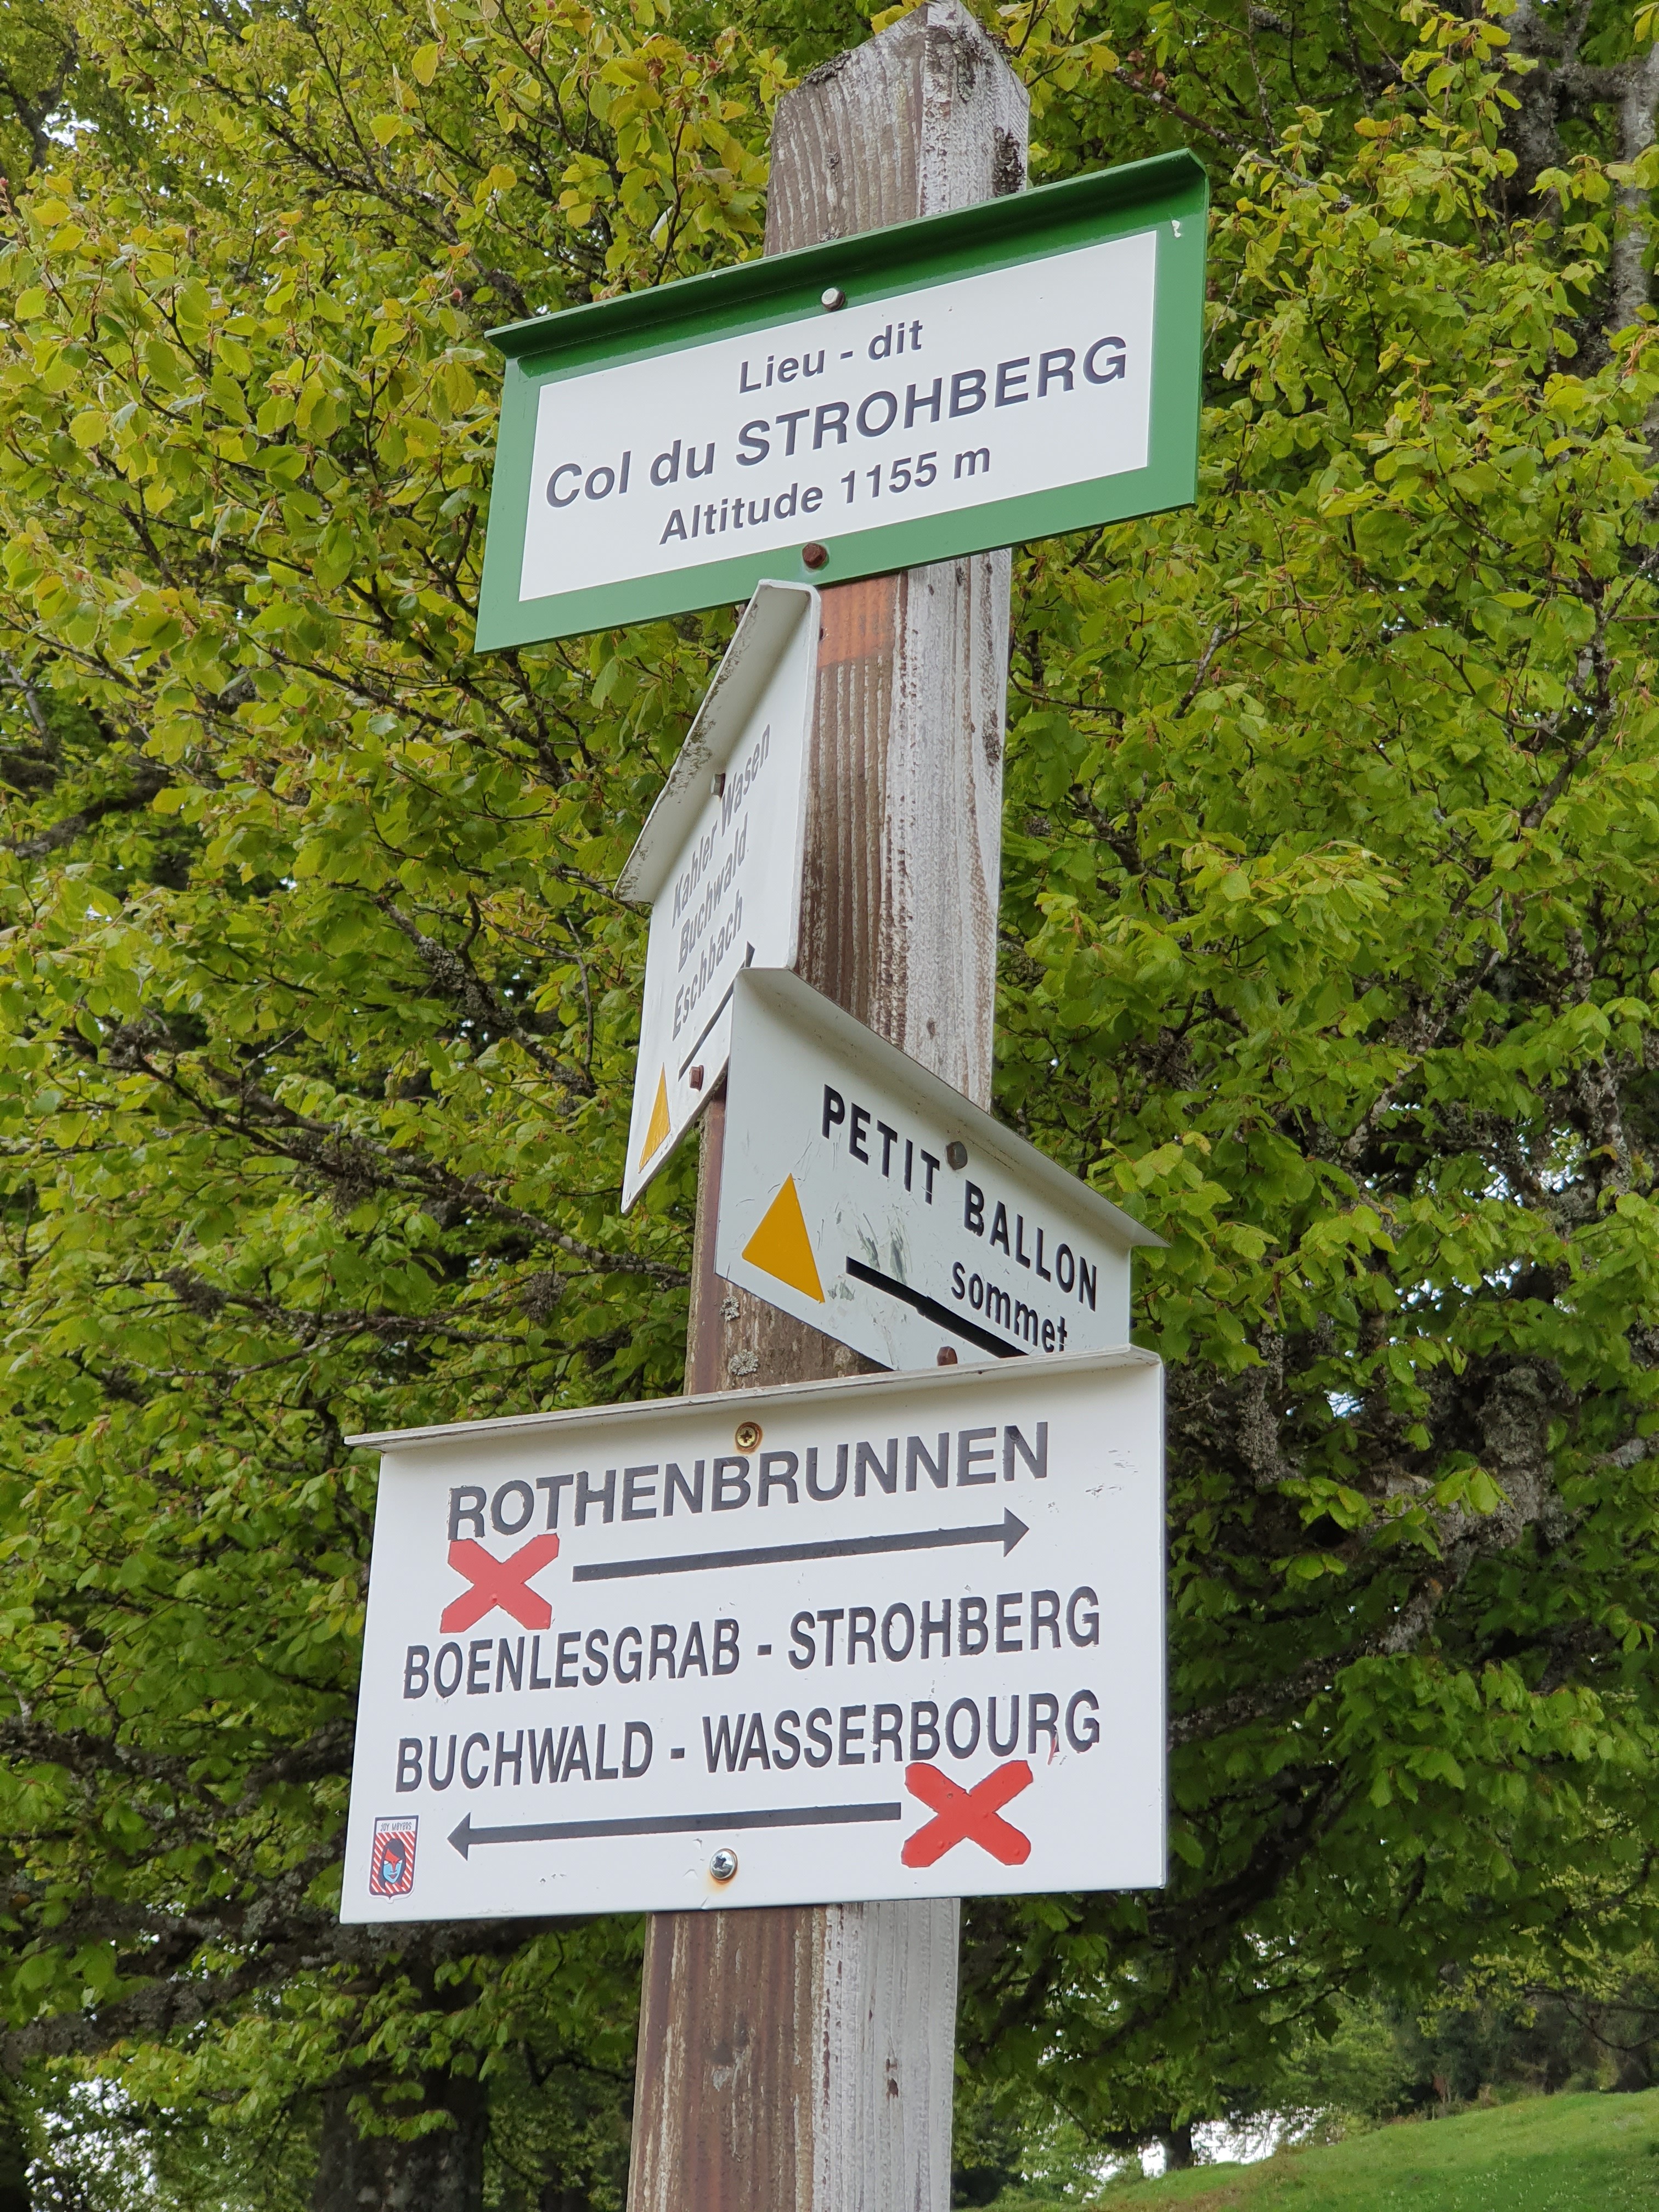 Lieu - dit
Col du STROHBERG
Altitude 1155 m
Kahler Wasen
Buchwald
Eschbach
PETIT BALLON
sommet
ROTHENBRUNNEN
BOENLESGRAB - STROHBERG
BUCHWALD - WASSERBOURG